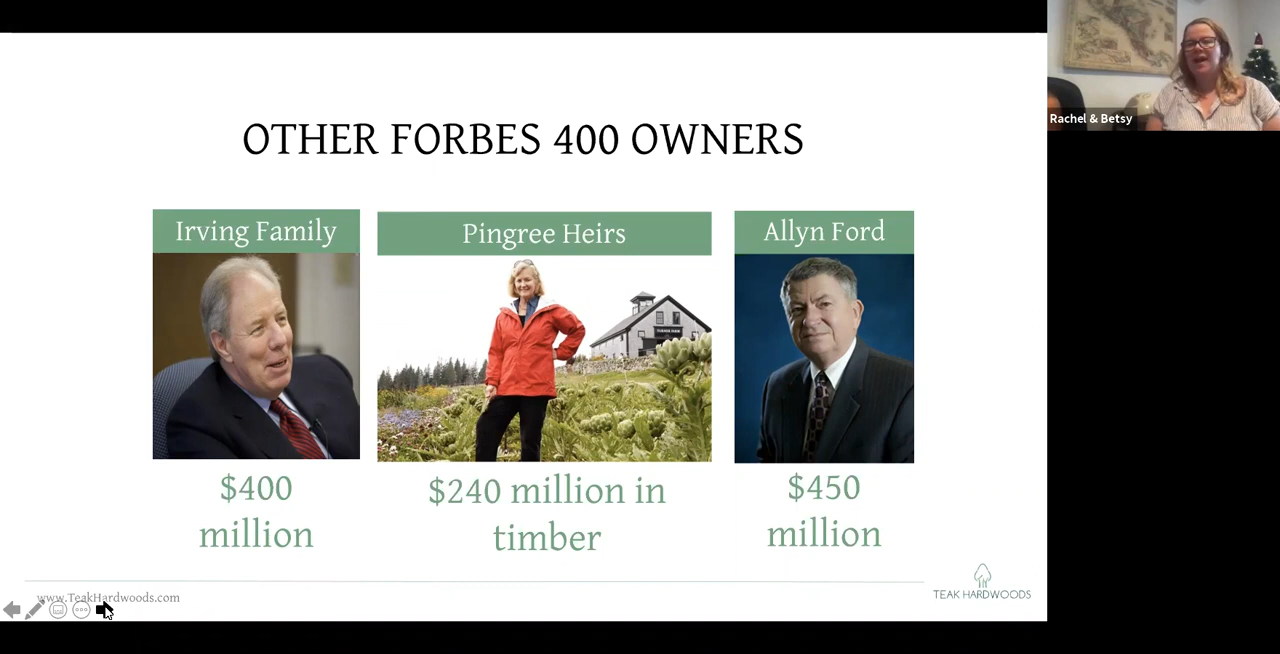 OTHER FORBES 400 OWNERS
Irving Family
Pingree Heirs
Allyn Ford
$400
million
$240 million in
timber
$450
million
www.TeakHardwoods.com
TEAK HARDWOODS
Rachel & Betsy